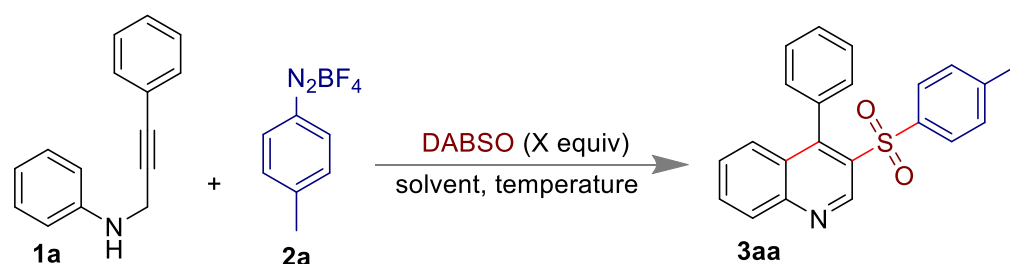 N₂BF₄
DABSO (X equiv)
solvent, temperature
+
N
H
1a
2a
O
S
O
N
3aa